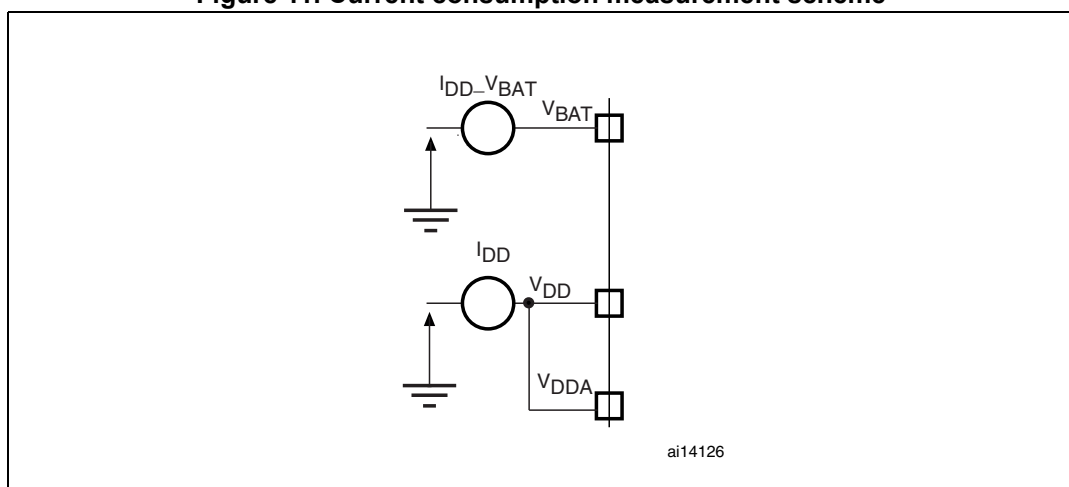 Figure 11. Current consumption measurement scheme
IDD_VBAT
VBAT
IDD
VDD
VDDA
ai14126